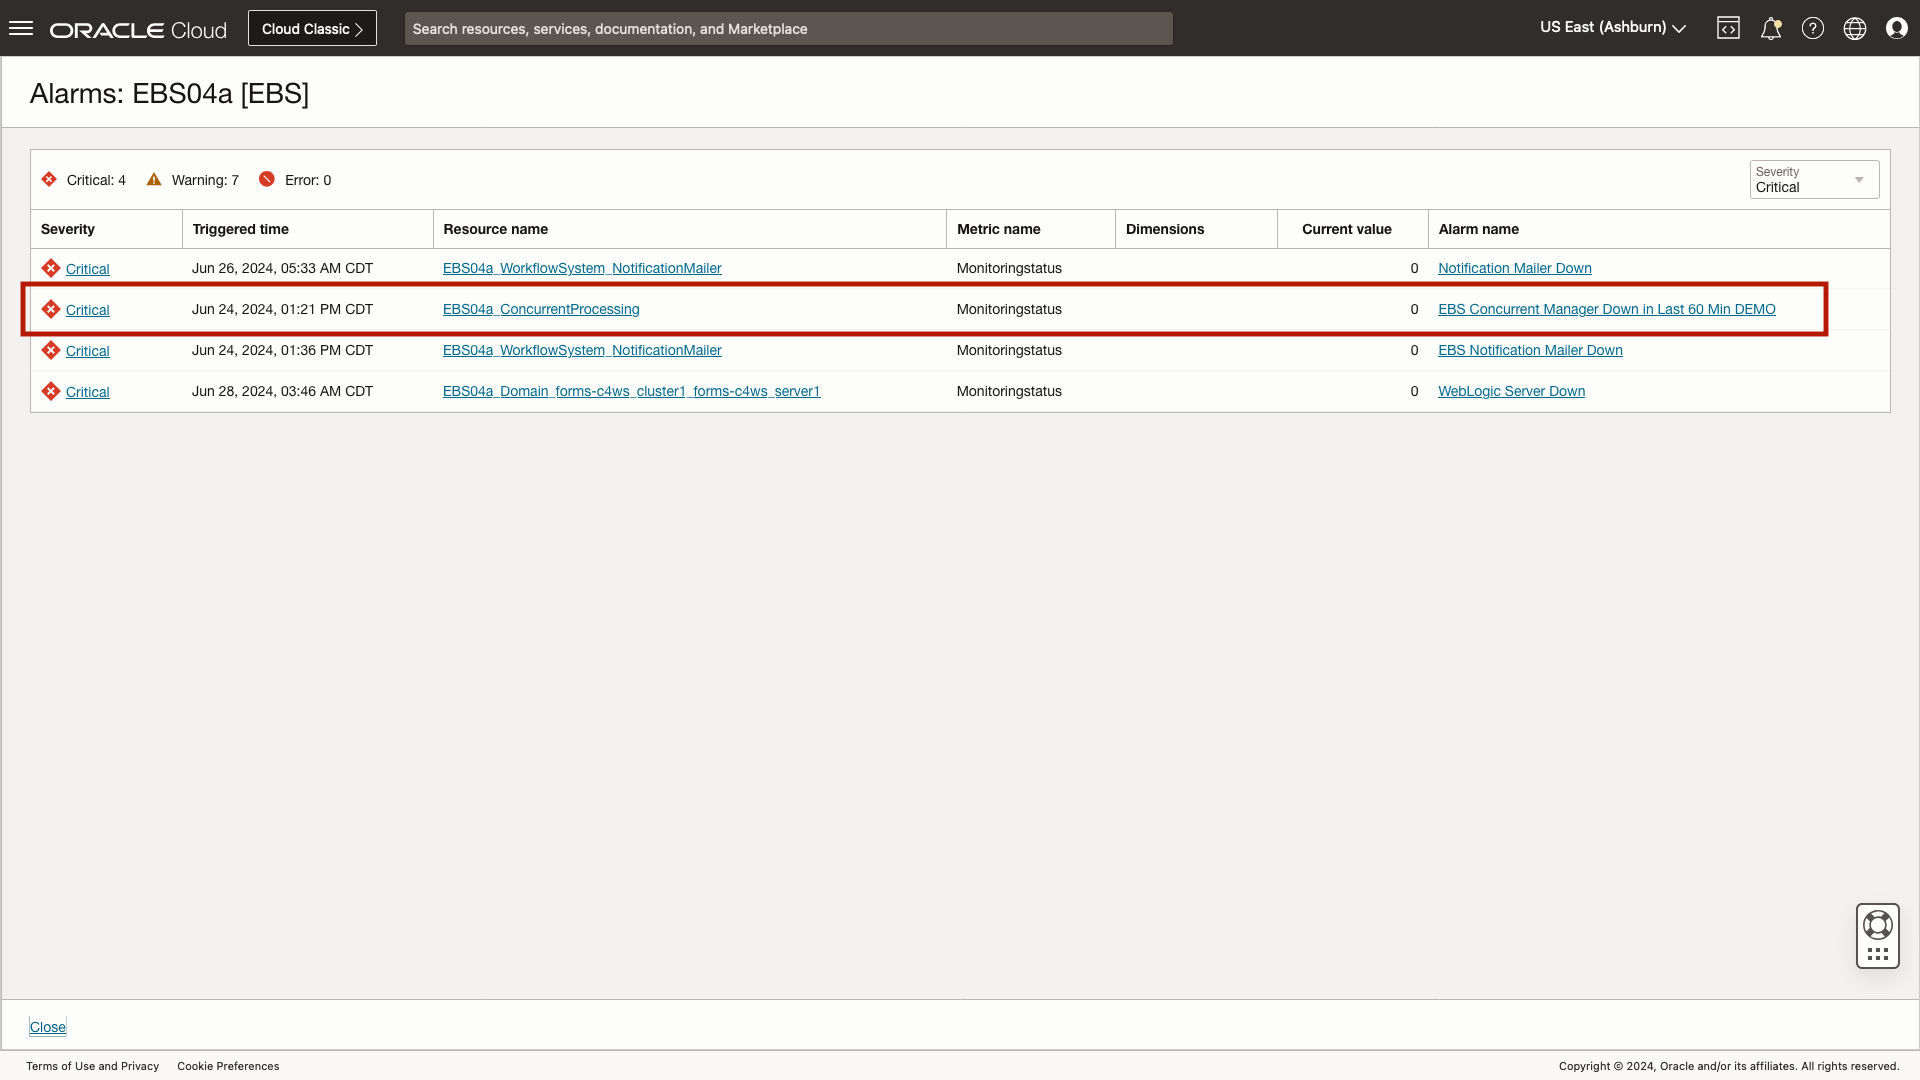 ORACLE Cloud
Cloud Classic
Search resources, services, documentation, and Marketplace
US East (Ashburn)
Alarms: EBS04a [EBS]
Critical: 4 Warning: 7 Error: 0
Severity
Critical
Severity Triggered time Resource name Metric name Dimensions Current value Alarm name
Critical Jun 26, 2024, 05:33 AM CDT EBS04a_WorkflowSystem_NotificationMailer Monitoringstatus 0 Notification Mailer Down
Critical Jun 24, 2024, 01:21 PM CDT EBS04a_ConcurrentProcessing Monitoringstatus 0 EBS Concurrent Manager Down in Last 60 Min DEMO
Critical Jun 24, 2024, 01:36 PM CDT EBS04a_WorkflowSystem_NotificationMailer Monitoringstatus 0 EBS Notification Mailer Down
Critical Jun 28, 2024, 03:46 AM CDT EBS04a_Domain_forms-c4ws_cluster1_forms-c4ws_server1 Monitoringstatus 0 WebLogic Server Down
Close
Terms of Use and Privacy Cookie Preferences
Copyright © 2024, Oracle and/or its affiliates. All rights reserved.